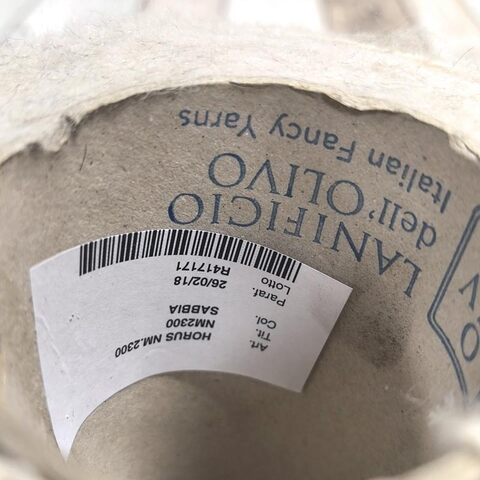 LANIFICIO
dell'OLIVO
Italian Fancy Yarns
Art. HORUS NM.2300
Tit. NM2300
Col. SABBIA
Paraf. 26/02/18
Lotto R417171